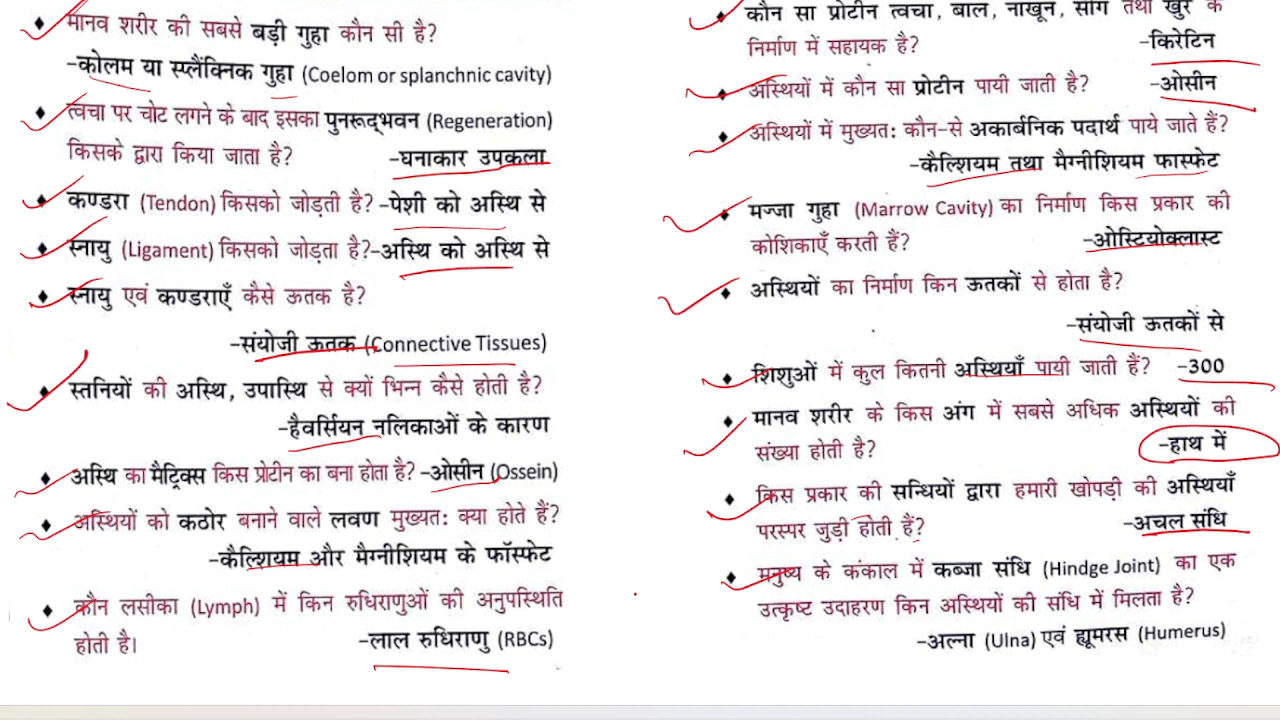 ♦ मानव शरीर की सबसे बड़ी गुहा कौन सी है?
–कोलम या स्प्लैंक्निक गुहा (Coelom or splanchnic cavity)
♦ त्वचा पर चोट लगने के बाद इसका पुनरूद्भवन (Regeneration)
किसके द्वारा किया जाता है? –घनाकार उपकला
♦ कण्डरा (Tendon) किसको जोड़ती है? –पेशी को अस्थि से
♦ स्नायु (Ligament) किसको जोड़ता है?–अस्थि को अस्थि से
♦ स्नायु एवं कण्डराएँ कैसे ऊतक है?
–संयोजी ऊतक (Connective Tissues)
♦ स्तनियों की अस्थि, उपास्थि से क्यों भिन्न कैसे होती है?
–हैवर्सियन नलिकाओं के कारण
♦ अस्थि का मैट्रिक्स किस प्रोटीन का बना होता है? –ओसीन (Ossein)
♦ अस्थियों को कठोर बनाने वाले लवण मुख्यतः क्या होते हैं?
–कैल्शियम और मैग्नीशियम के फॉस्फेट
♦ कौन लसीका (Lymph) में किन रुधिराणुओं की अनुपस्थिति
होती है। –लाल रुधिराणु (RBCs)
♦ कौन सा प्रोटीन त्वचा, बाल, नाखून, सींग तथा खुर के
निर्माण में सहायक है? –किरेटिन
♦ अस्थियों में कौन सा प्रोटीन पायी जाती है? –ओसीन
♦ अस्थियों में मुख्यतः कौन-से अकार्बनिक पदार्थ पाये जाते हैं?
–कैल्शियम तथा मैग्नीशियम फास्फेट
♦ मज्जा गुहा (Marrow Cavity) का निर्माण किस प्रकार की
कोशिकाएँ करती हैं? –ओस्टियोक्लास्ट
♦ अस्थियों का निर्माण किन ऊतकों से होता है?
–संयोजी ऊतकों से
♦ शिशुओं में कुल कितनी अस्थियाँ पायी जाती हैं? –300
♦ मानव शरीर के किस अंग में सबसे अधिक अस्थियों की
संख्या होती है? –हाथ में
♦ किस प्रकार की सन्धियों द्वारा हमारी खोपड़ी की अस्थियाँ
परस्पर जुड़ी होती हैं? –अचल संधि
♦ मनुष्य के कंकाल में कब्जा संधि (Hindge Joint) का एक
उत्कृष्ट उदाहरण किन अस्थियों की संधि में मिलता है?
–अल्ना (Ulna) एवं ह्यूमरस (Humerus)